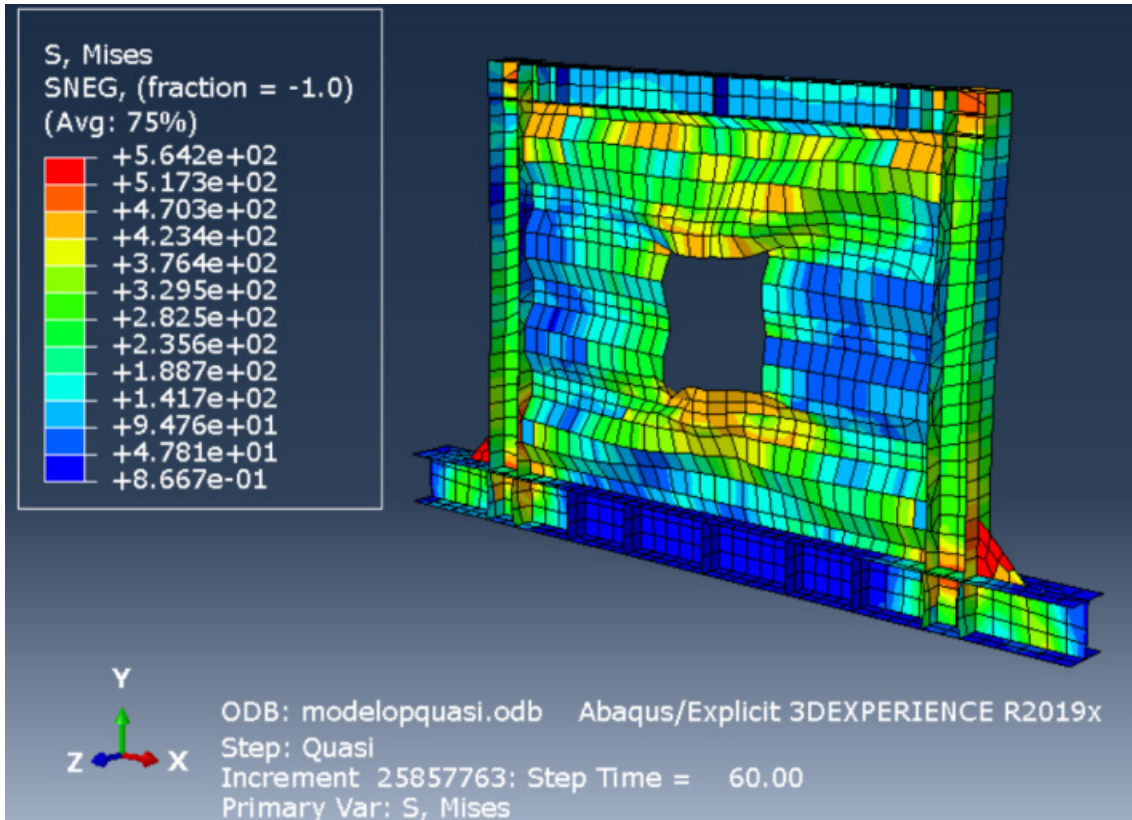 S, Mises
SNEG, (fraction = -1.0)
(Avg: 75%)
+5.642e+02
+5.173e+02
+4.703e+02
+4.234e+02
+3.764e+02
+3.295e+02
+2.825e+02
+2.356e+02
+1.887e+02
+1.417e+02
+9.476e+01
+4.781e+01
+8.667e-01
Y
Z X
ODB: modelopquasi.odb Abaqus/Explicit 3DEXPERIENCE R2019x
Step: Quasi
Increment 25857763: Step Time = 60.00
Primary Var: S, Mises